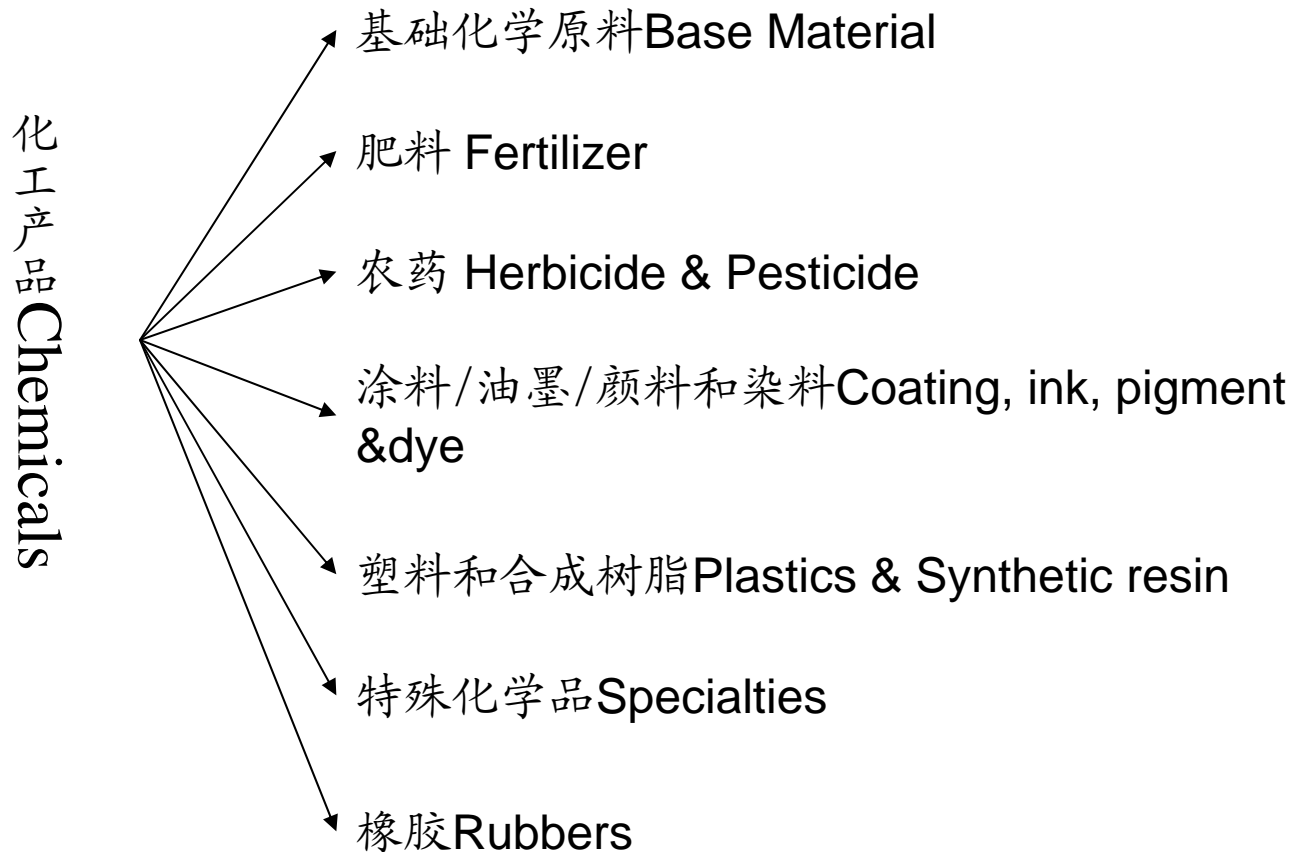 化工产品Chemicals
基础化学原料Base Material
肥料 Fertilizer
农药 Herbicide & Pesticide
涂料/油墨/颜料和染料Coating, ink, pigment
&dye
塑料和合成树脂Plastics & Synthetic resin
特殊化学品Specialties
橡胶Rubbers